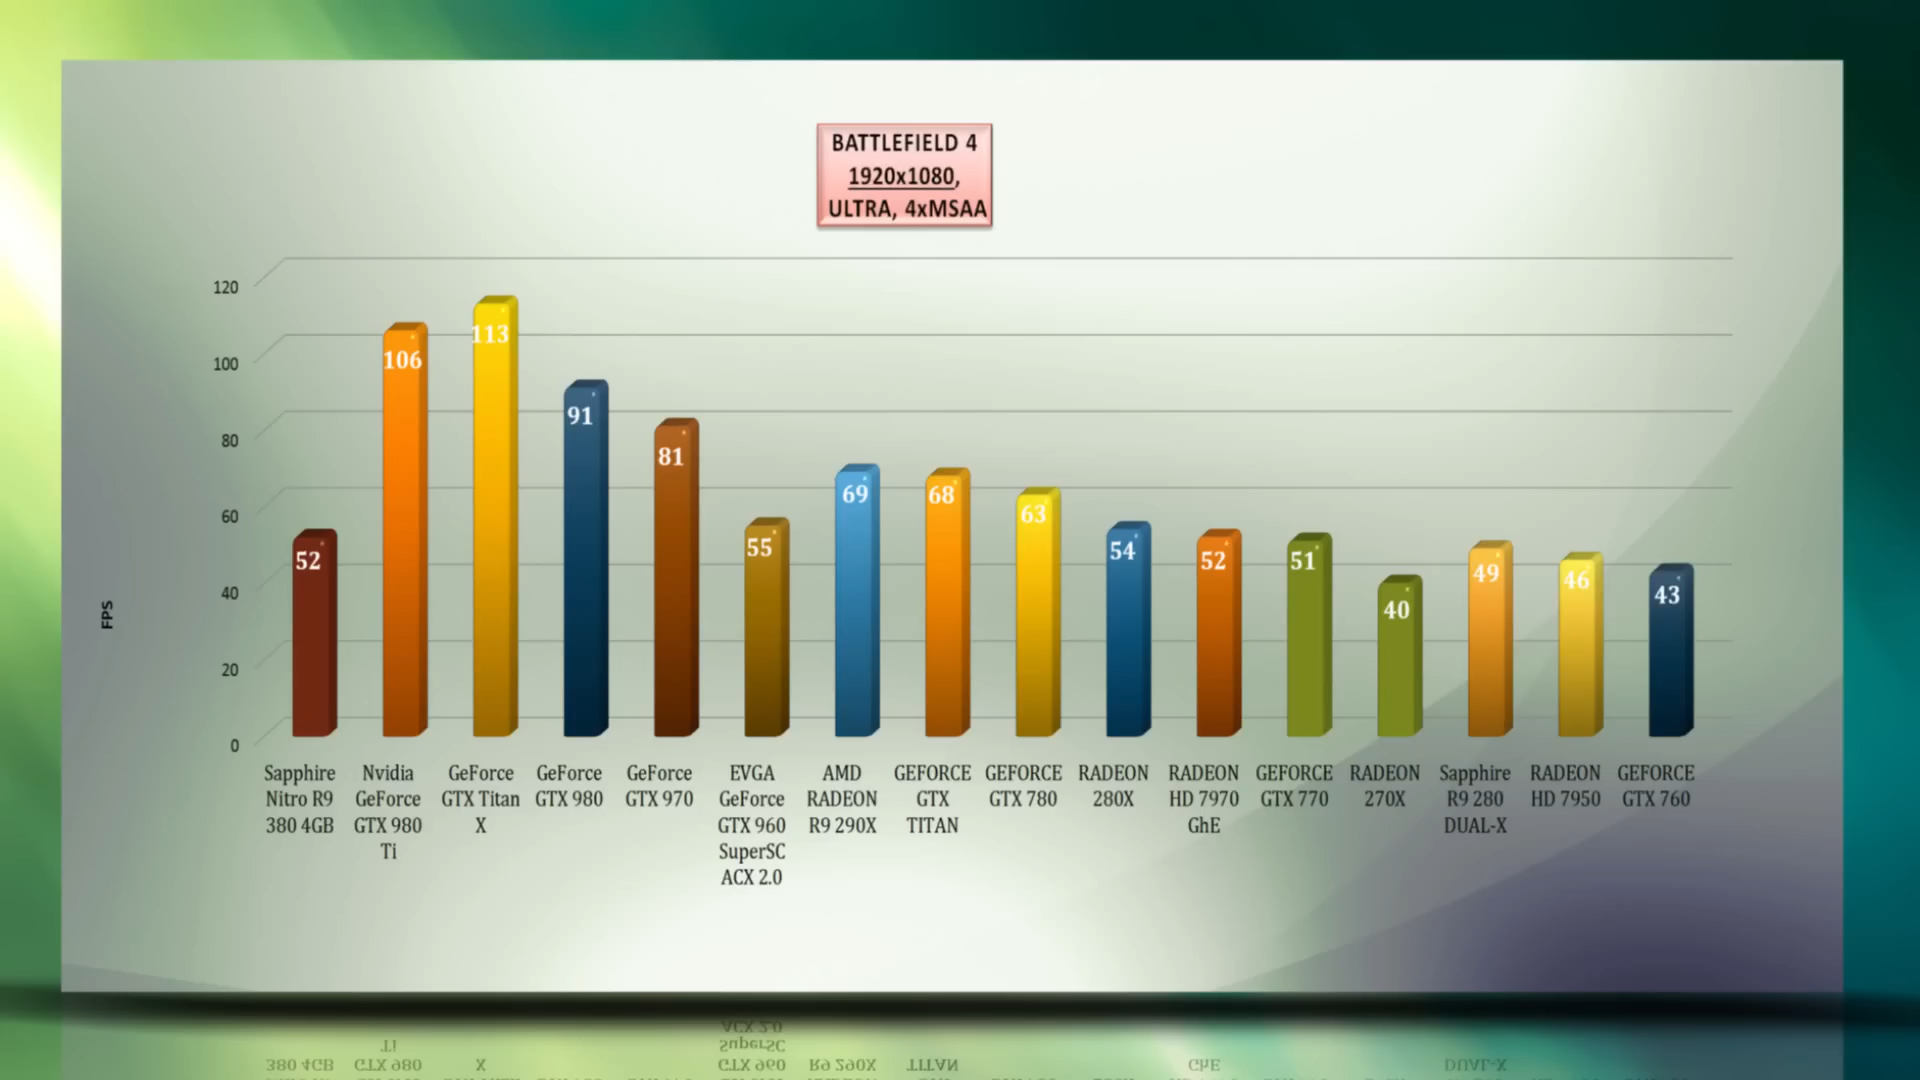 BATTLEFIELD 4
1920x1080,
ULTRA, 4xMSAA
FPS
120
100
80
60
40
20
0
52
106
113
91
81
55
69
68
63
54
52
51
40
49
46
43
Sapphire
Nitro R9
380 4GB
Nvidia
GeForce
GTX 980
Ti
GeForce
GTX Titan
X
GeForce
GTX 980
GeForce
GTX 970
EVGA
GeForce
GTX 960
SuperSC
ACX 2.0
AMD
RADEON
R9 290X
GEFORCE
GTX
TITAN
GEFORCE
GTX 780
RADEON
280X
RADEON
HD 7970
GhE
GEFORCE
GTX 770
RADEON
270X
Sapphire
R9 280
DUAL-X
RADEON
HD 7950
GEFORCE
GTX 760